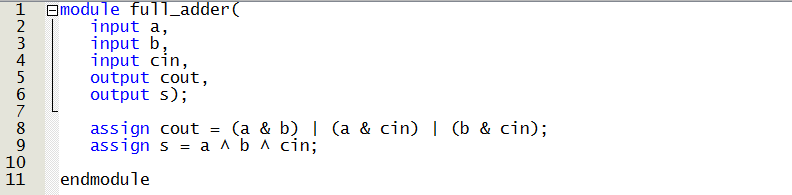 1 module full_adder(
2 input a,
3 input b,
4 input cin,
5 output cout,
6 output s);
7
8 assign cout = (a & b) | (a & cin) | (b & cin);
9 assign s = a ^ b ^ cin;
10
11 endmodule